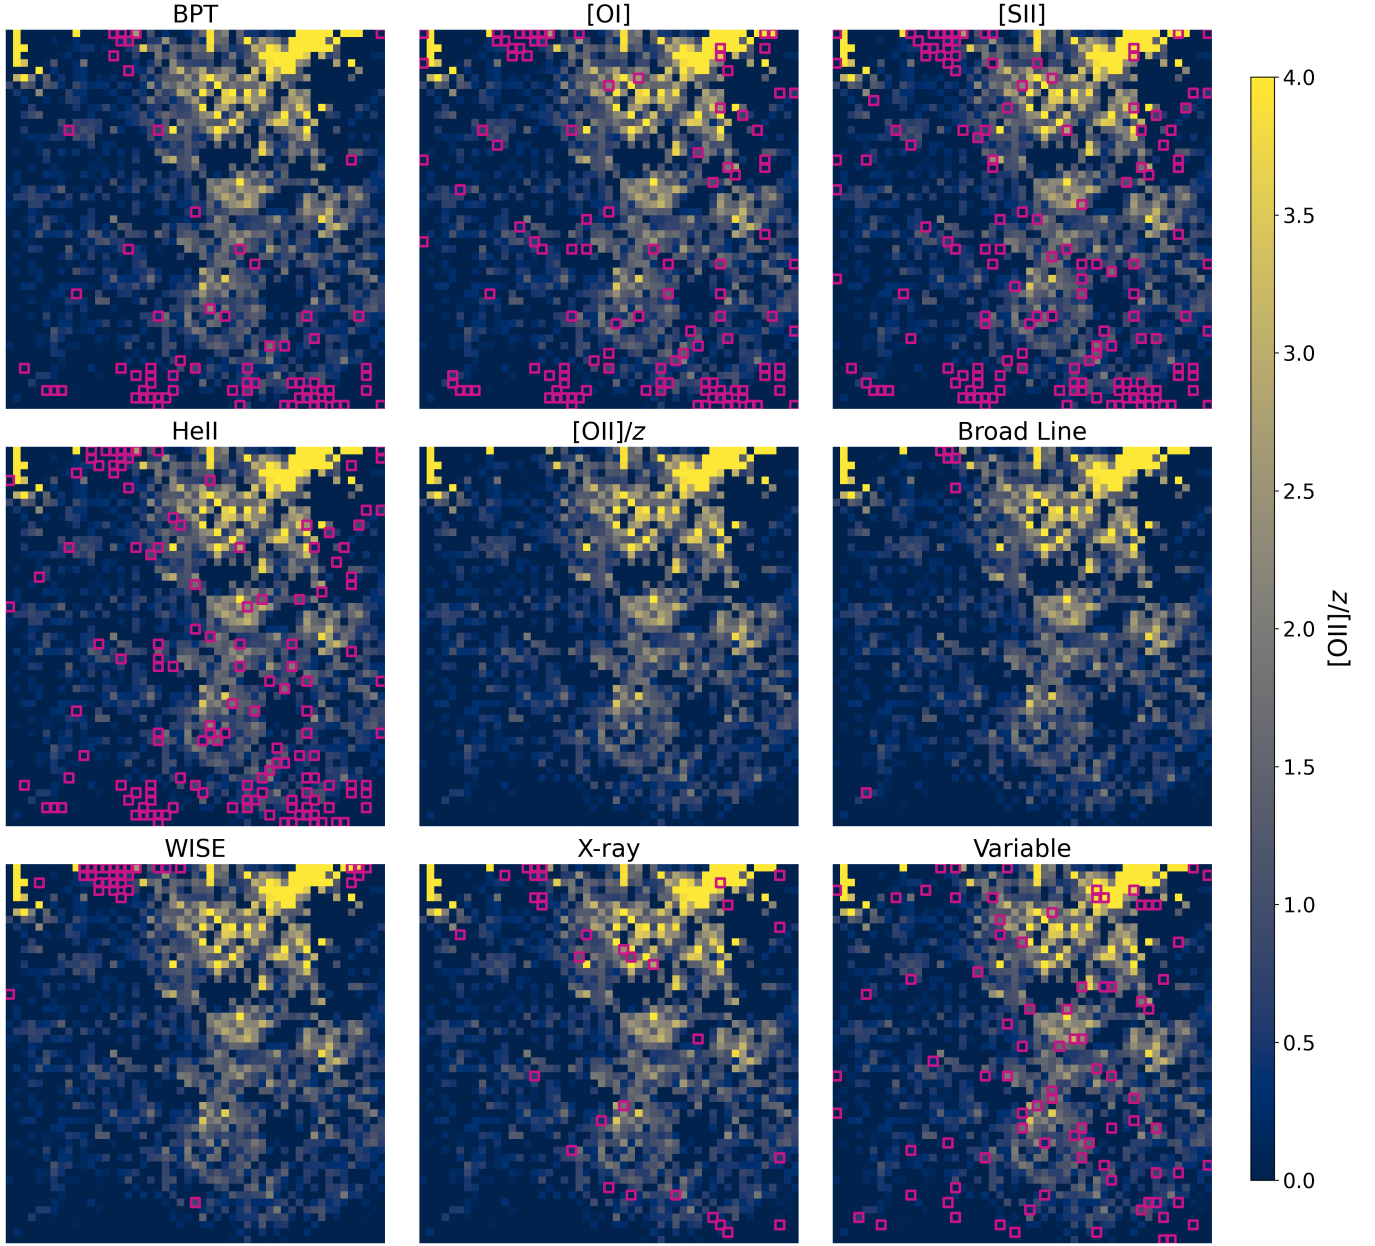 BPT
[OI]
[SII]
HeII
[OII]/z
Broad Line
WISE
X-ray
Variable
4.0
3.5
3.0
2.5
2.0
1.5
1.0
0.5
0.0
[OII]/z